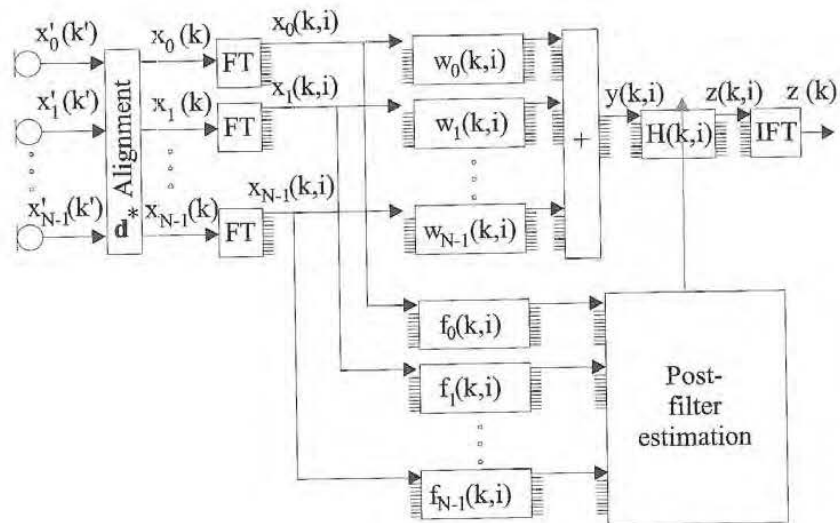 x'₀(k')
x₀(k)
FT
x₀(k,i)
w₀(k,i)
x'₁(k')
x₁(k)
FT
x₁(k,i)
w₁(k,i)
x'N-1(k')
xN-1(k)
FT
xN-1(k,i)
wN-1(k,i)
d* Alignment
+
y(k,i)
H(k,i)
z(k,i)
IFT
z (k)
f₀(k,i)
f₁(k,i)
fN-1(k,i)
Post-
filter
estimation